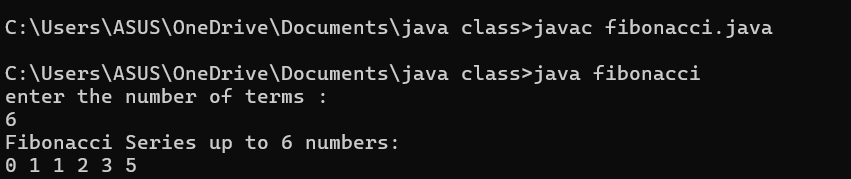 C:\Users\ASUS\OneDrive\Documents\java class>javac fibonacci.java
C:\Users\ASUS\OneDrive\Documents\java class>java fibonacci
enter the number of terms :
6
Fibonacci Series up to 6 numbers:
0 1 1 2 3 5